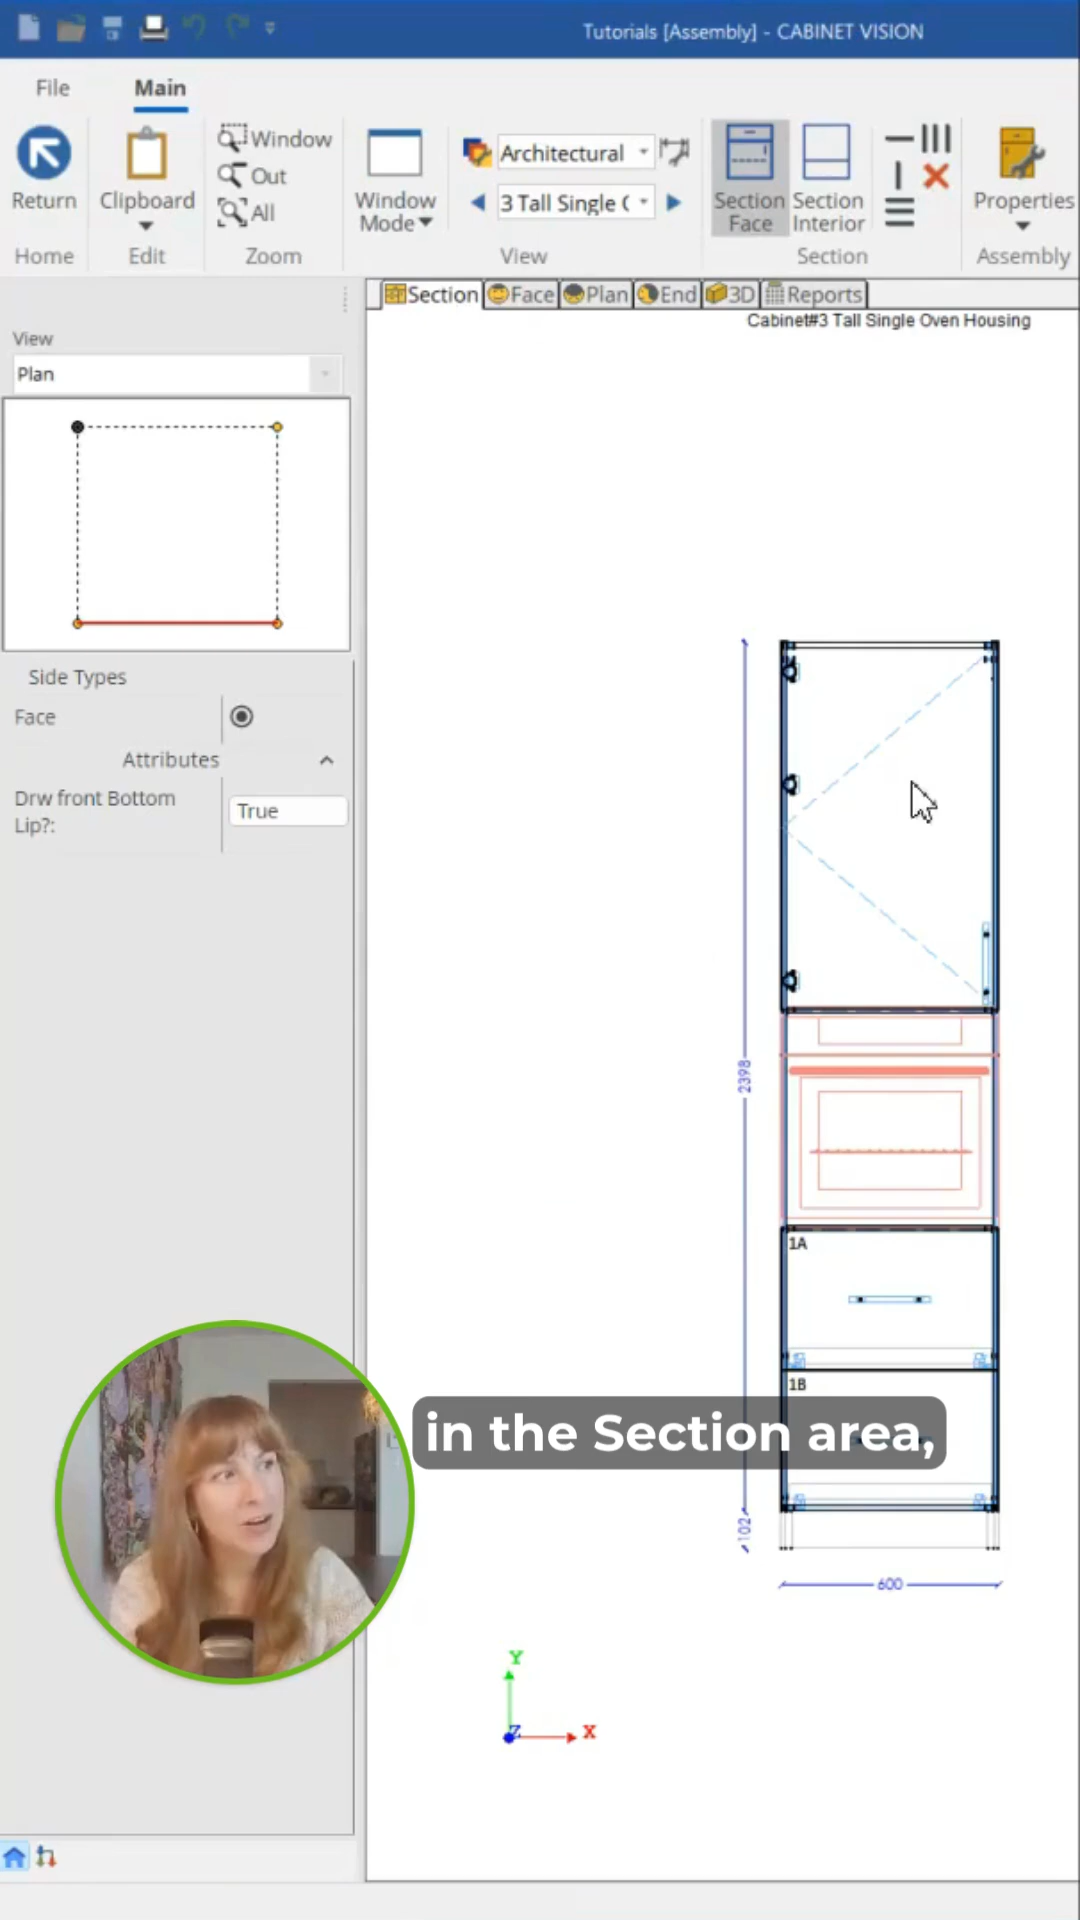 Tutorials [Assembly] - CABINET VISION
File
Main
Return
Home
Clipboard
Edit
Window
Out
All
Zoom
Window
Mode
Architectural
3 Tall Single (
View
Section
Face
Section
Interior
Section
Properties
Assembly
Section
Face
Plan
End
3D
Reports
Cabinet#3 Tall Single Oven Housing
View
Plan
Side Types
Face
Attributes
Drw front Bottom
Lip?:
True
2398
1A
1B
in the Section area,
102
600
Y
Z
X